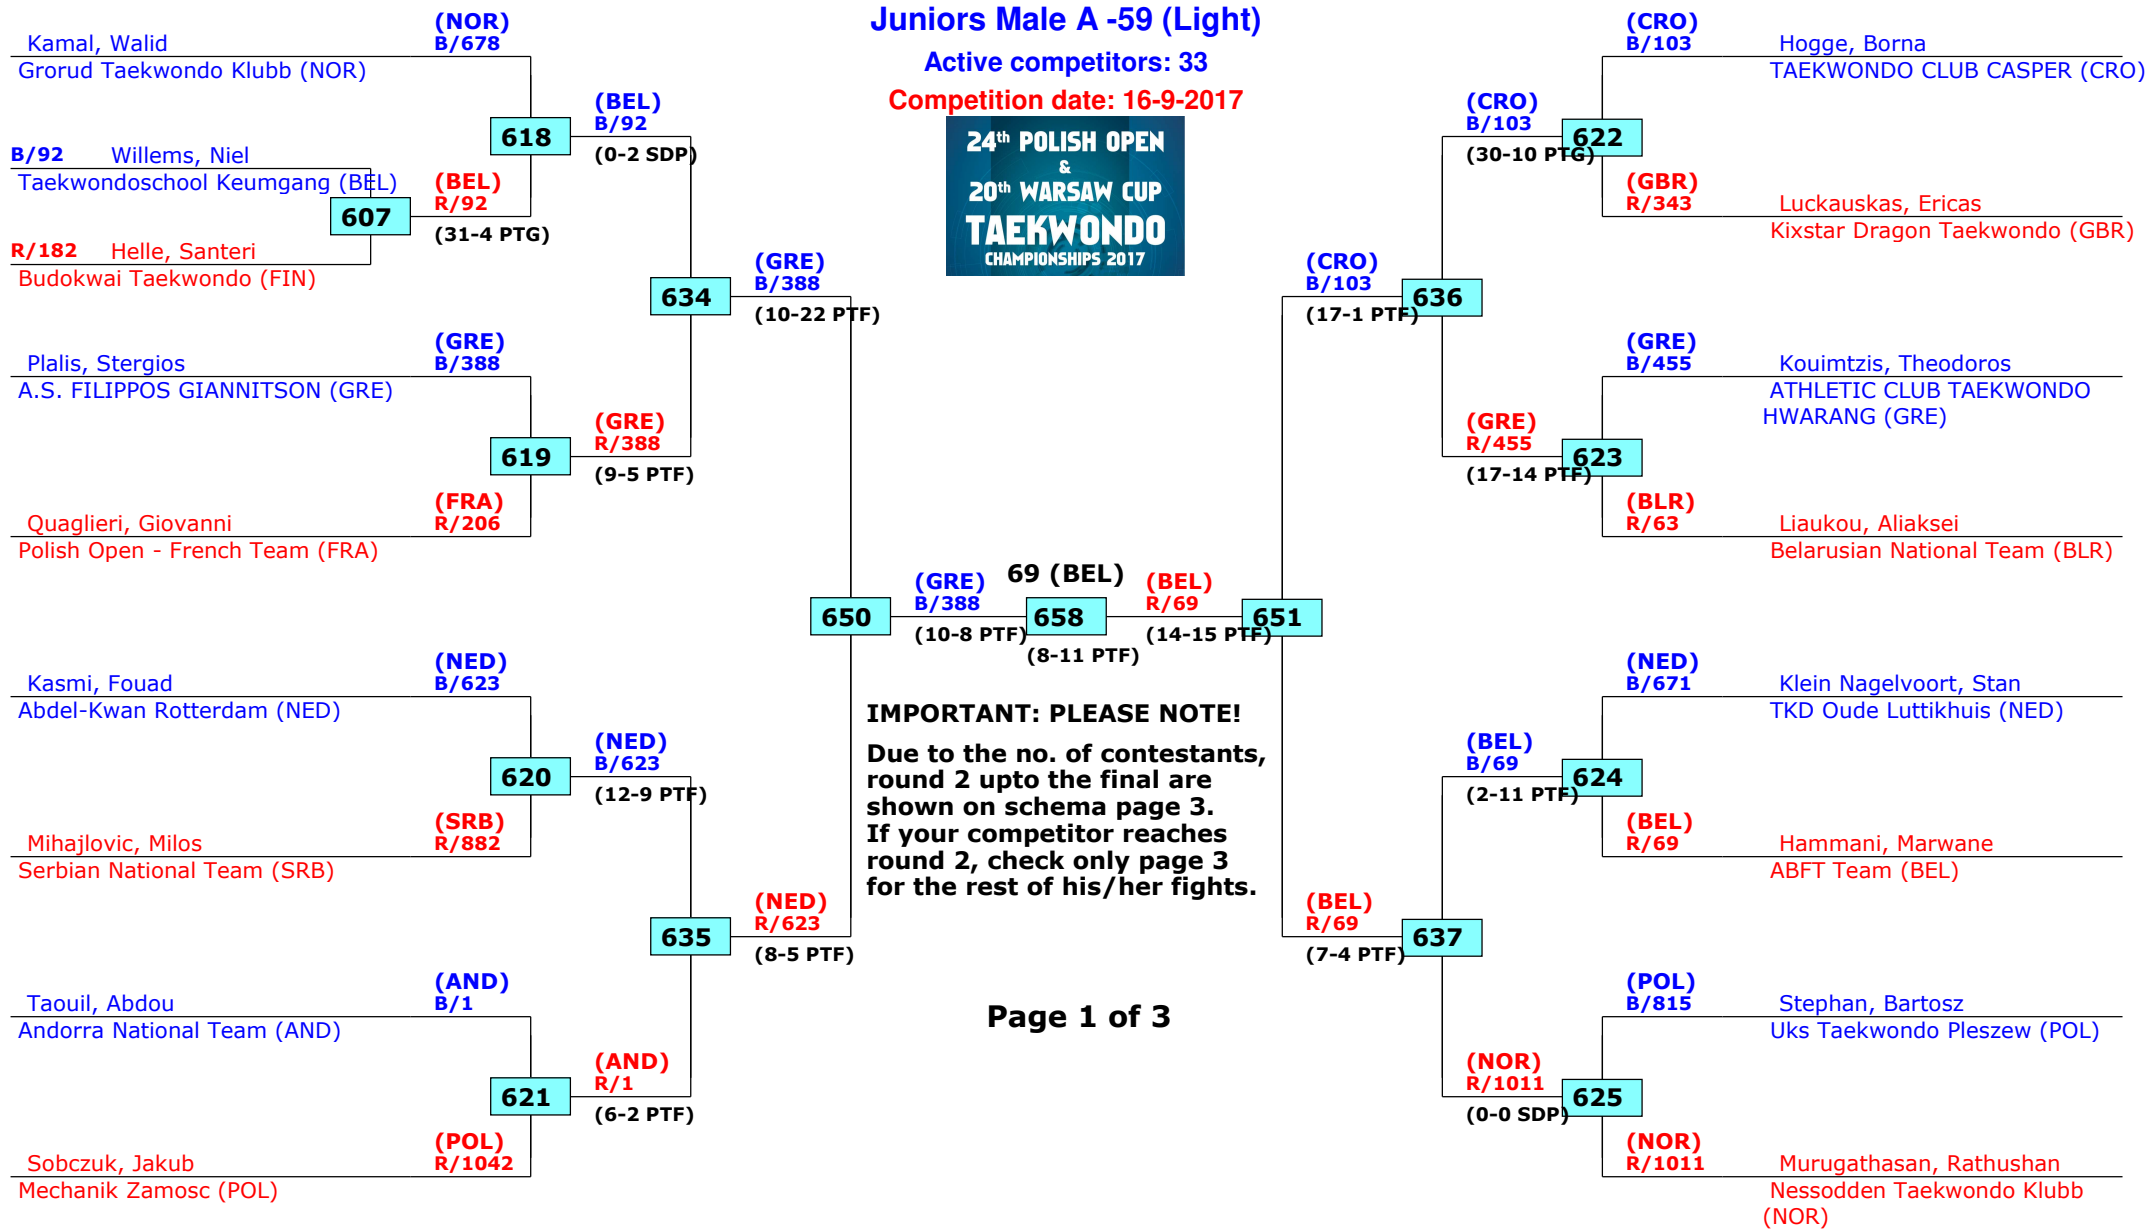 Juniors Male A -59 (Light)
Active competitors: 33
Competition date: 16-9-2017
24th POLISH OPEN
&
20th WARSAW CUP
TAEKWONDO
CHAMPIONSHIPS 2017
(NOR)
Kamal, Walid B/678
Grorud Taekwondo Klubb (NOR)
618
(BEL)
B/92
(0-2 SDP)
B/92 Willems, Niel
Taekwondoschool Keumgang (BEL)
607
(BEL)
R/92
(31-4 PTG)
R/182 Helle, Santeri
Budokwai Taekwondo (FIN)
634
(GRE)
B/388
(10-22 PTF)
(GRE)
Plalis, Stergios B/388
A.S. FILIPPOS GIANNITSON (GRE)
619
(GRE)
R/388
(9-5 PTF)
(FRA)
Quaglieri, Giovanni R/206
Polish Open - French Team (FRA)
650
(GRE)
B/388
(10-8 PTF)
69 (BEL)
658
(8-11 PTF)
(BEL)
R/69
(14-15 PTF)
651
(NED)
Kasmi, Fouad B/623
Abdel-Kwan Rotterdam (NED)
620
(NED)
B/623
(12-9 PTF)
(SRB)
Mihajlovic, Milos R/882
Serbian National Team (SRB)
635
(NED)
R/623
(8-5 PTF)
(AND)
Taouil, Abdou B/1
Andorra National Team (AND)
621
(AND)
R/1
(6-2 PTF)
(POL)
Sobczuk, Jakub R/1042
Mechanik Zamosc (POL)
IMPORTANT: PLEASE NOTE!
Due to the no. of contestants,
round 2 upto the final are
shown on schema page 3.
If your competitor reaches
round 2, check only page 3
for the rest of his/her fights.
Page 1 of 3
(CRO)
B/103 Hogge, Borna
TAEKWONDO CLUB CASPER (CRO)
(CRO)
B/103
(30-10 PTG)
622
(GBR)
R/343 Luckauskas, Ericas
Kixstar Dragon Taekwondo (GBR)
(CRO)
B/103
(17-1 PTF)
636
(GRE)
B/455 Kouimtzis, Theodoros
ATHLETIC CLUB TAEKWONDO
HWARANG (GRE)
(GRE)
R/455
(17-14 PTF)
623
(BLR)
R/63 Liaukou, Aliaksei
Belarusian National Team (BLR)
(NED)
B/671 Klein Nagelvoort, Stan
TKD Oude Luttikhuis (NED)
(BEL)
B/69
(2-11 PTF)
624
(BEL)
R/69 Hammani, Marwane
ABFT Team (BEL)
(BEL)
R/69
(7-4 PTF)
637
(POL)
B/815 Stephan, Bartosz
Uks Taekwondo Pleszew (POL)
(NOR)
R/1011
(0-0 SDP)
625
(NOR)
R/1011 Murugathasan, Rathushan
Nessodden Taekwondo Klubb
(NOR)